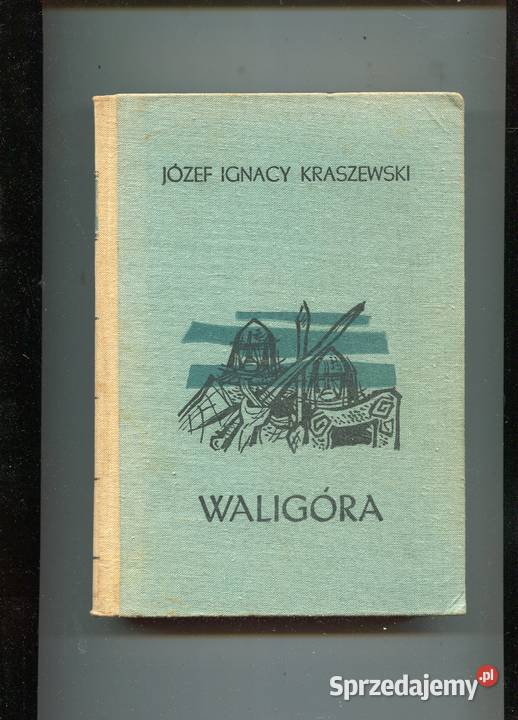 JÓZEF IGNACY KRASZEWSKI
WALIGÓRA
Sprzedajemy.pl